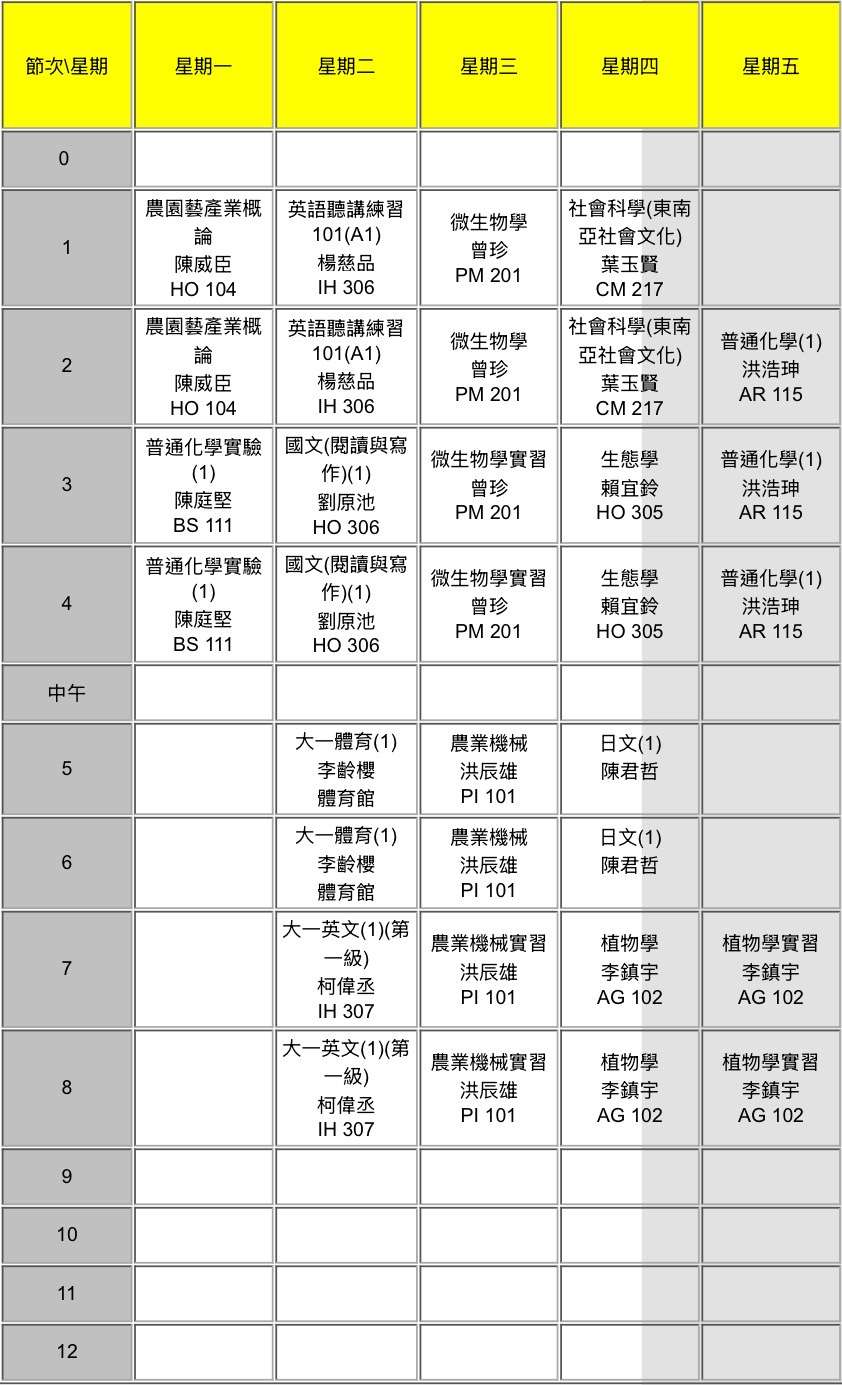 節次\星期 星期一 星期二 星期三 星期四 星期五
0
1
農園藝產業概
論
陳威臣
HO 104
英語聽講練習
101(A1)
楊慈品
IH 306
微生物學
曾珍
PM 201
社會科學(東南
亞社會文化)
葉玉賢
CM 217
2
農園藝產業概
論
陳威臣
HO 104
英語聽講練習
101(A1)
楊慈品
IH 306
微生物學
曾珍
PM 201
社會科學(東南
亞社會文化)
葉玉賢
CM 217
普通化學(1)
洪浩珅
AR 115
3
普通化學實驗
(1)
陳庭堅
BS 111
國文(閱讀與寫
作)(1)
劉原池
HO 306
微生物學實習
曾珍
PM 201
生態學
賴宜鈴
HO 305
普通化學(1)
洪浩珅
AR 115
4
普通化學實驗
(1)
陳庭堅
BS 111
國文(閱讀與寫
作)(1)
劉原池
HO 306
微生物學實習
曾珍
PM 201
生態學
賴宜鈴
HO 305
普通化學(1)
洪浩珅
AR 115
中午
5
大一體育(1)
李齡櫻
體育館
農業機械
洪辰雄
PI 101
日文(1)
陳君哲
6
大一體育(1)
李齡櫻
體育館
農業機械
洪辰雄
PI 101
日文(1)
陳君哲
7
大一英文(1)(第
一級)
柯偉丞
IH 307
農業機械實習
洪辰雄
PI 101
植物學
李鎮宇
AG 102
植物學實習
李鎮宇
AG 102
8
大一英文(1)(第
一級)
柯偉丞
IH 307
農業機械實習
洪辰雄
PI 101
植物學
李鎮宇
AG 102
植物學實習
李鎮宇
AG 102
9
10
11
12